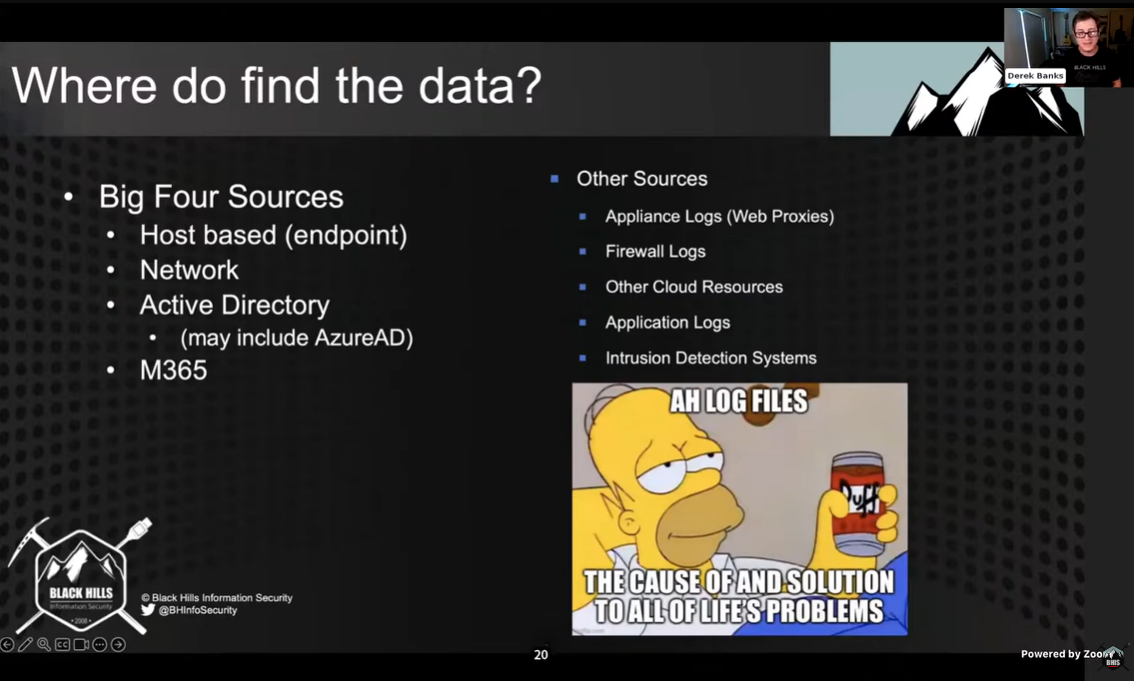 Where do find the data?
Derek Banks
BLACK HILLS
• Big Four Sources
• Host based (endpoint)
• Network
• Active Directory
• (may include AzureAD)
• M365
Other Sources
Appliance Logs (Web Proxies)
Firewall Logs
Other Cloud Resources
Application Logs
Intrusion Detection Systems
AH LOG FILES
Duff
THE CAUSE OF AND SOLUTION
TO ALL OF LIFE'S PROBLEMS
BLACK HILLS
Information Security
• 2008 •
© Black Hills Information Security
@BHInfoSecurity
CC
20
Powered by Zoom
BHIS